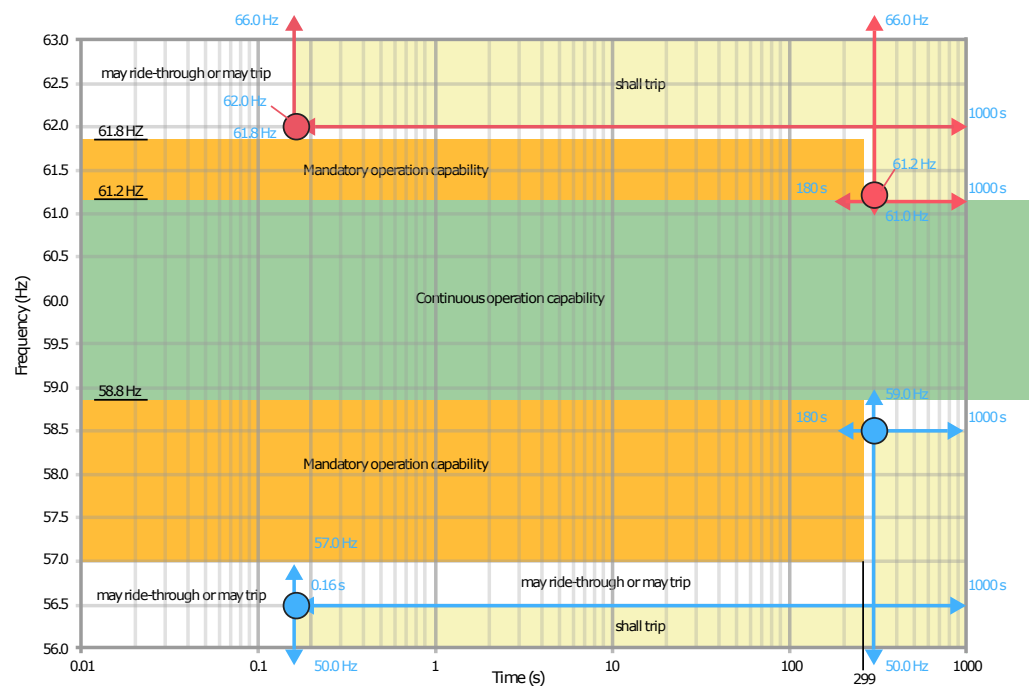 66.0 Hz
66.0 Hz
63.0
may ride-through or may trip
62.5
shall trip
62.0 Hz
1000 s
61.8 HZ
62.0
61.8 Hz
Mandatory operation capability
61.5
61.2 Hz
61.2 HZ
180 s
1000 s
61.0
61.0 Hz
60.5
Continuous operation capability
60.0
Frequency (Hz)
59.5
59.0
58.8 Hz
59.0 Hz
58.5
180 s
1000 s
Mandatory operation capability
58.0
57.5
57.0 Hz
57.0
0.16 s
may ride-through or may trip
1000 s
may ride-through or may trip
56.5
shall trip
56.0
50.0 Hz
50.0 Hz
0.01
0.1
1
10
100
1000
Time (s)
299